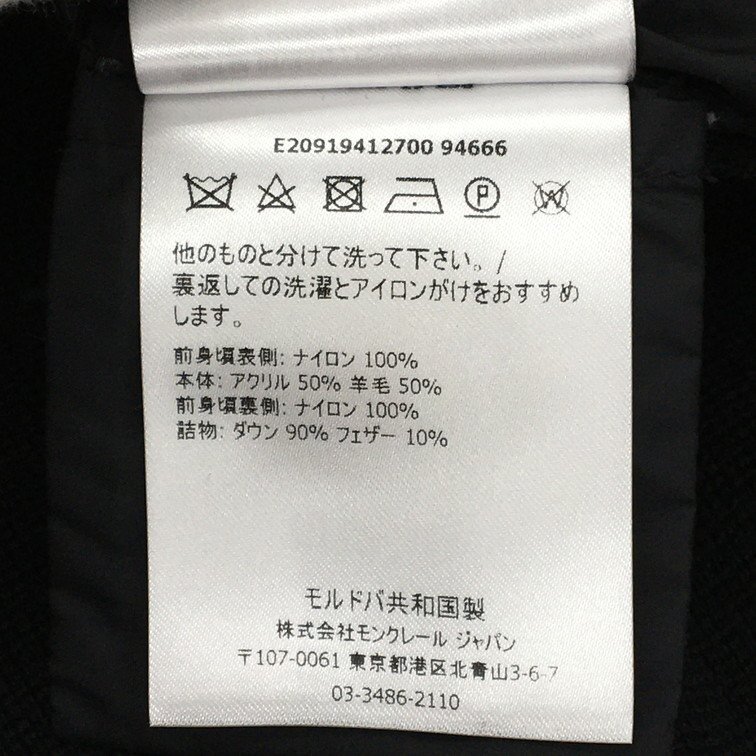 E20919412700 94666
P W
他のものと分けて洗って下さい。/
裏返しての洗濯とアイロンがけをおすすめ
します。
前身頃表側: ナイロン 100%
本体: アクリル 50% 羊毛 50%
前身頃裏側: ナイロン 100%
詰物: ダウン 90% フェザー 10%
モルドバ共和国製
株式会社モンクレール ジャパン
〒107-0061 東京都港区北青山3-6-7
03-3486-2110